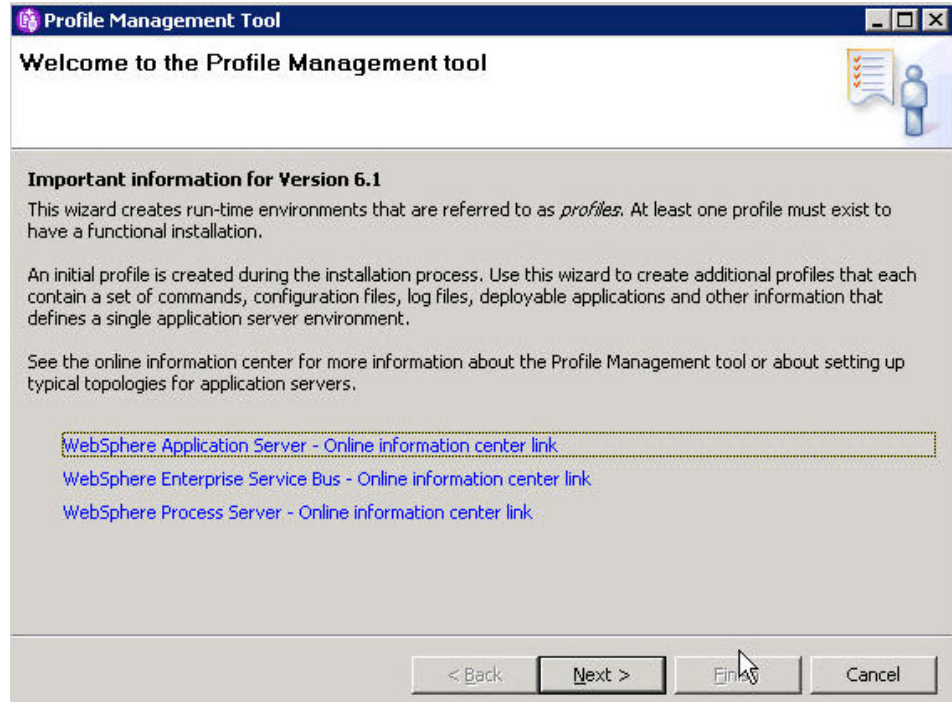 Profile Management Tool
Welcome to the Profile Management tool
Important information for Version 6.1
This wizard creates run-time environments that are referred to as profiles. At least one profile must exist to
have a functional installation.
An initial profile is created during the installation process. Use this wizard to create additional profiles that each
contain a set of commands, configuration files, log files, deployable applications and other information that
defines a single application server environment.
See the online information center for more information about the Profile Management tool or about setting up
typical topologies for application servers.
WebSphere Application Server - Online information center link
WebSphere Enterprise Service Bus - Online information center link
WebSphere Process Server - Online information center link
< Back Next > Finish Cancel